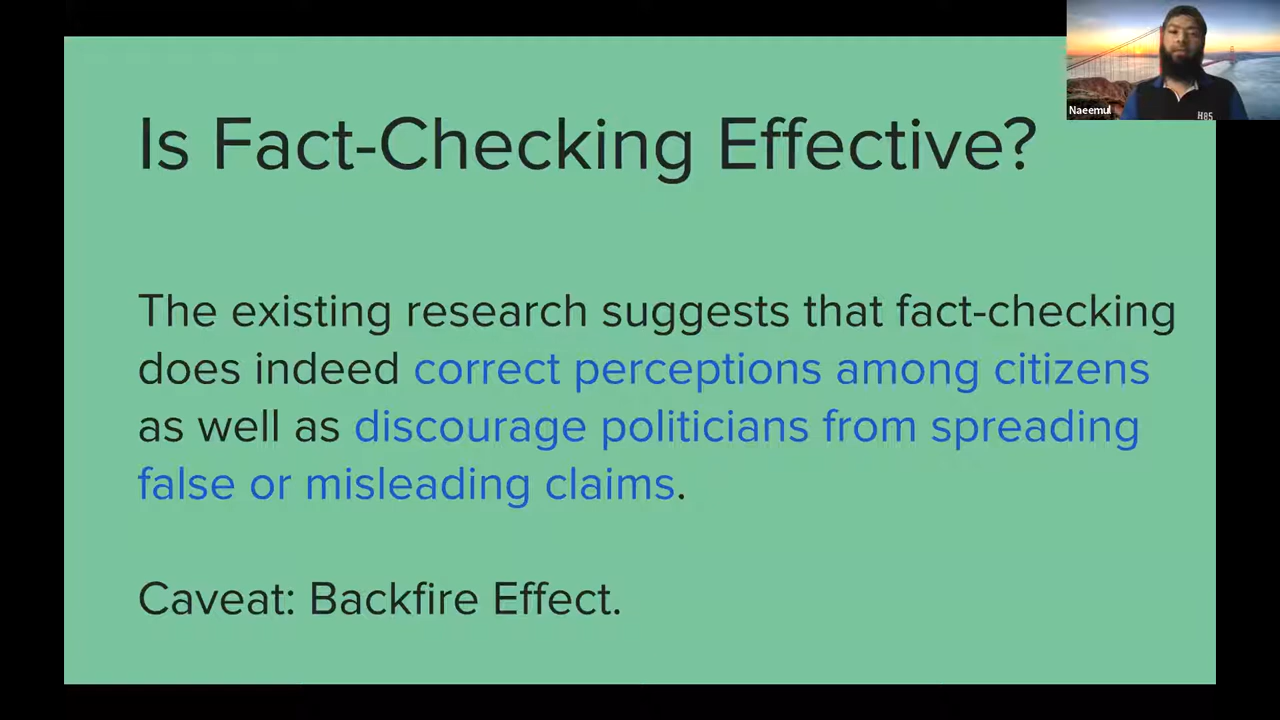 Is Fact-Checking Effective?
Naeemul
H85
The existing research suggests that fact-checking
does indeed correct perceptions among citizens
as well as discourage politicians from spreading
false or misleading claims.
Caveat: Backfire Effect.